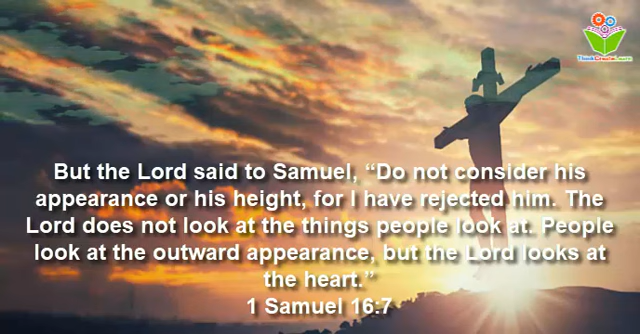 ThinkCreateLearn
But the Lord said to Samuel, “Do not consider his
appearance or his height, for I have rejected him. The
Lord does not look at the things people look at. People
look at the outward appearance, but the Lord looks at
the heart.”
1 Samuel 16:7